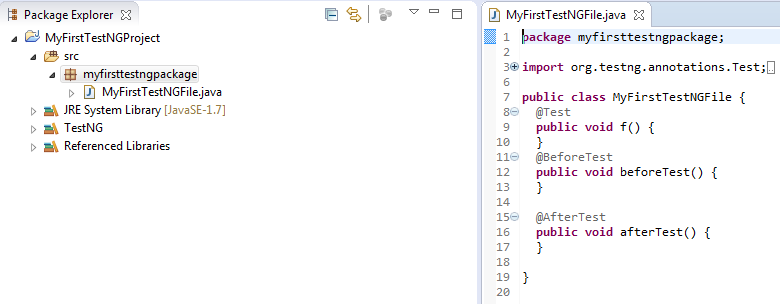 Package Explorer
MyFirstTestNGProject
src
myfirsttestngpackage
MyFirstTestNGFile.java
JRE System Library [JavaSE-1.7]
TestNG
Referenced Libraries
MyFirstTestNGFile.java
1 package myfirsttestngpackage;
2
3 import org.testng.annotations.Test;
6
7 public class MyFirstTestNGFile {
8 @Test
9 public void f() {
10 }
11 @BeforeTest
12 public void beforeTest() {
13 }
14
15 @AfterTest
16 public void afterTest() {
17 }
18
19 }
20